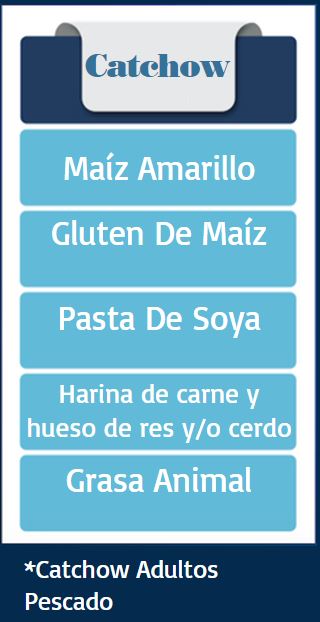 Catchow
Maíz Amarillo
Gluten De Maíz
Pasta De Soya
Harina de carne y
hueso de res y/o cerdo
Grasa Animal
*Catchow Adultos
Pescado